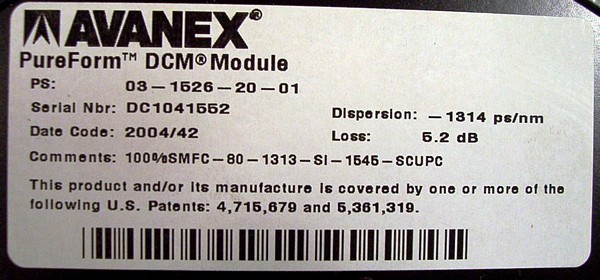 AVANEX®
PureForm™ DCM® Module
PS: 03-1526-20-01
Serial Nbr: DC1041552
Dispersion: -1314 ps/nm
Date Code: 2004/42
Loss: 5.2 dB
Comments: 100%SMFC-80-1313-SI-1545-SCUPC
This product and/or its manufacture is covered by one or more of the
following U.S. Patents: 4,715,679 and 5,361,319.